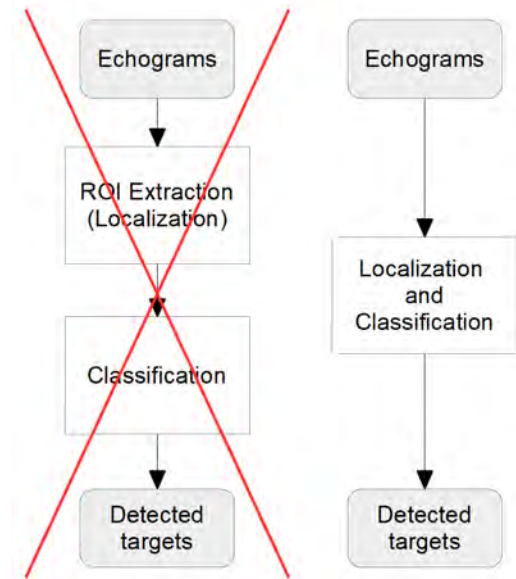 Echograms
ROI Extraction
(Localization)
Classification
Detected
targets
Echograms
Localization
and
Classification
Detected
targets